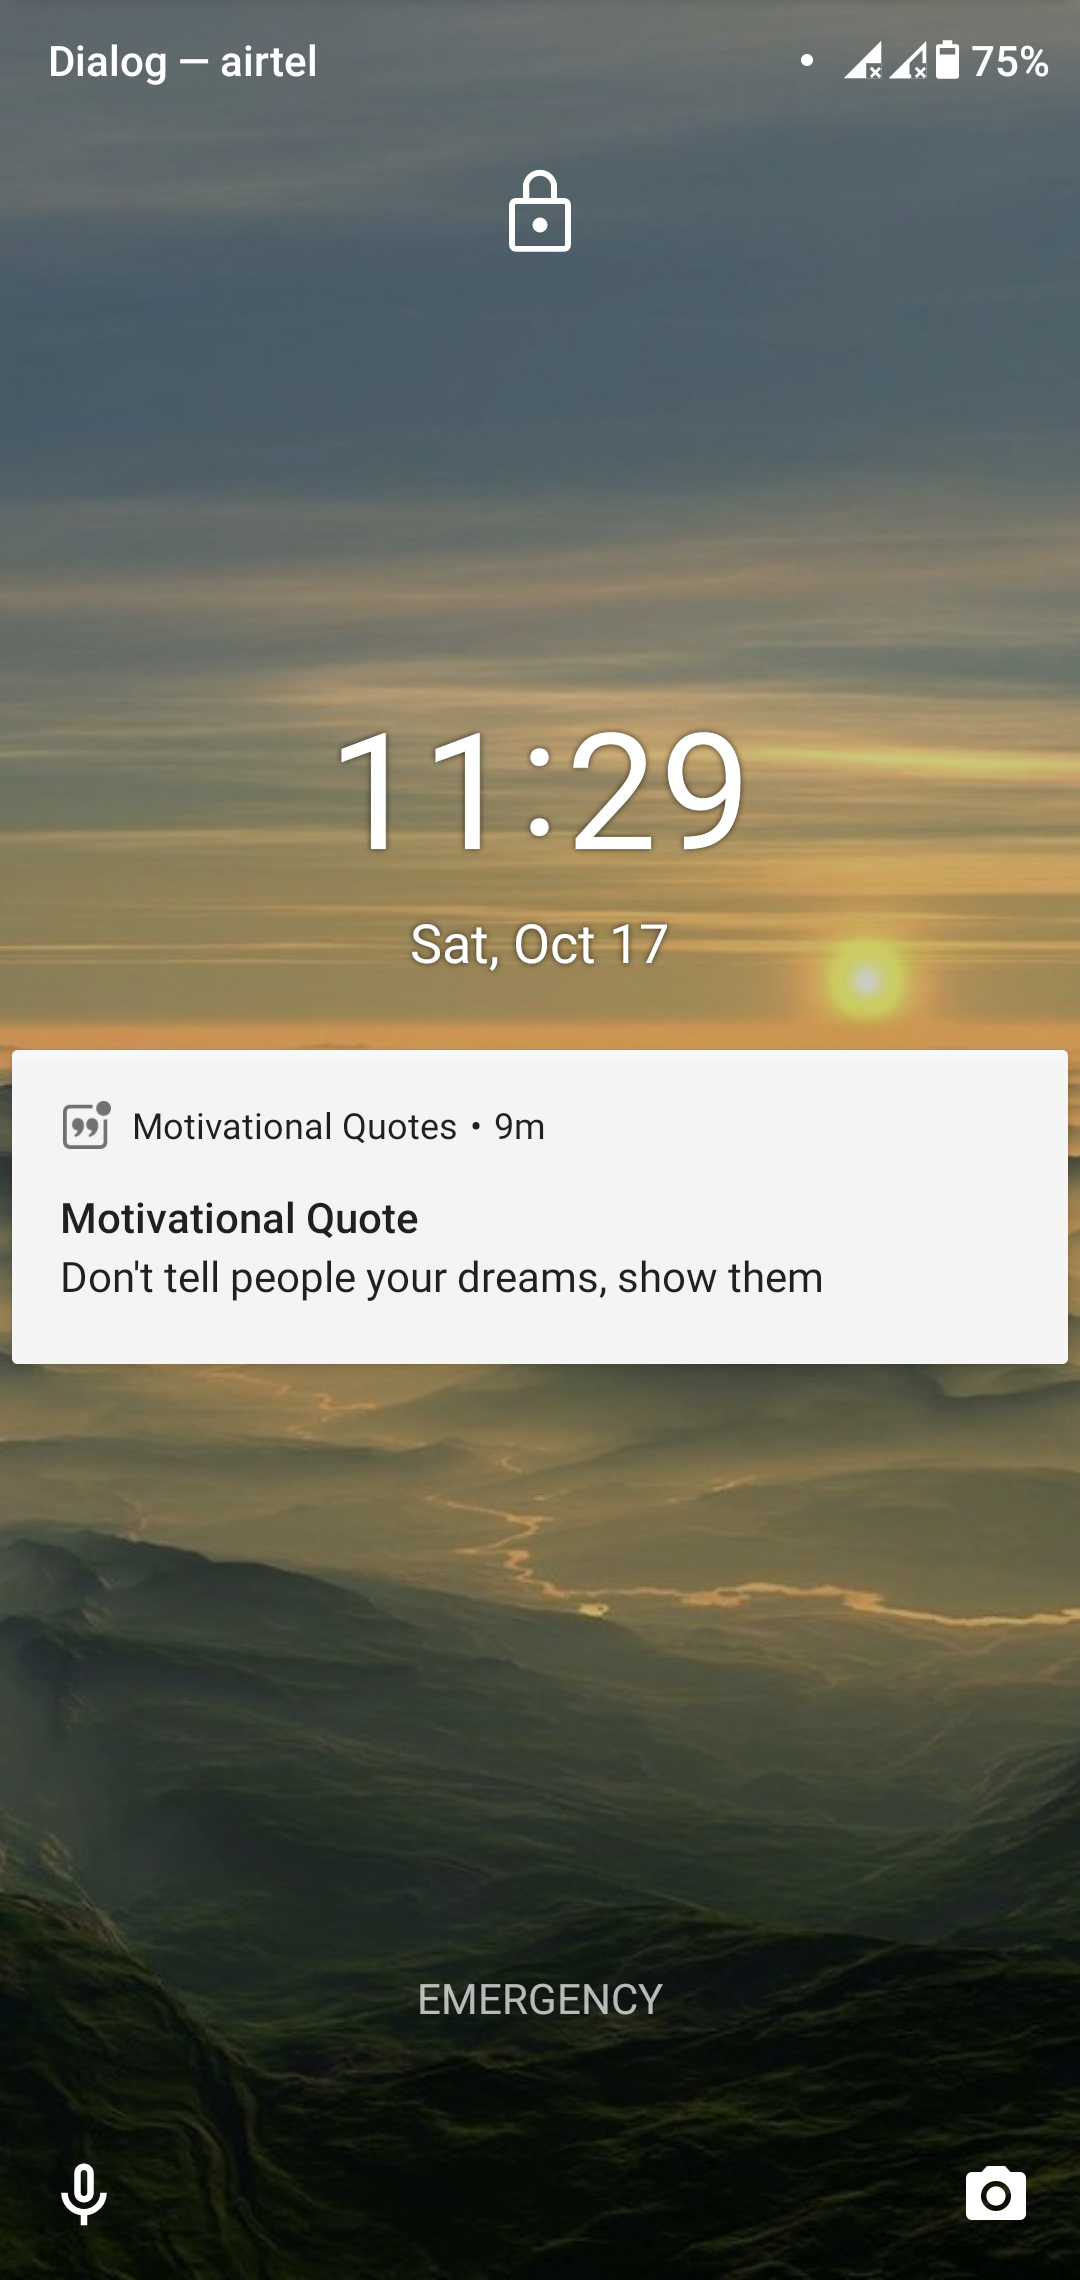 Dialog — airtel
75%
11:29
Sat, Oct 17
Motivational Quotes • 9m
Motivational Quote
Don't tell people your dreams, show them
EMERGENCY